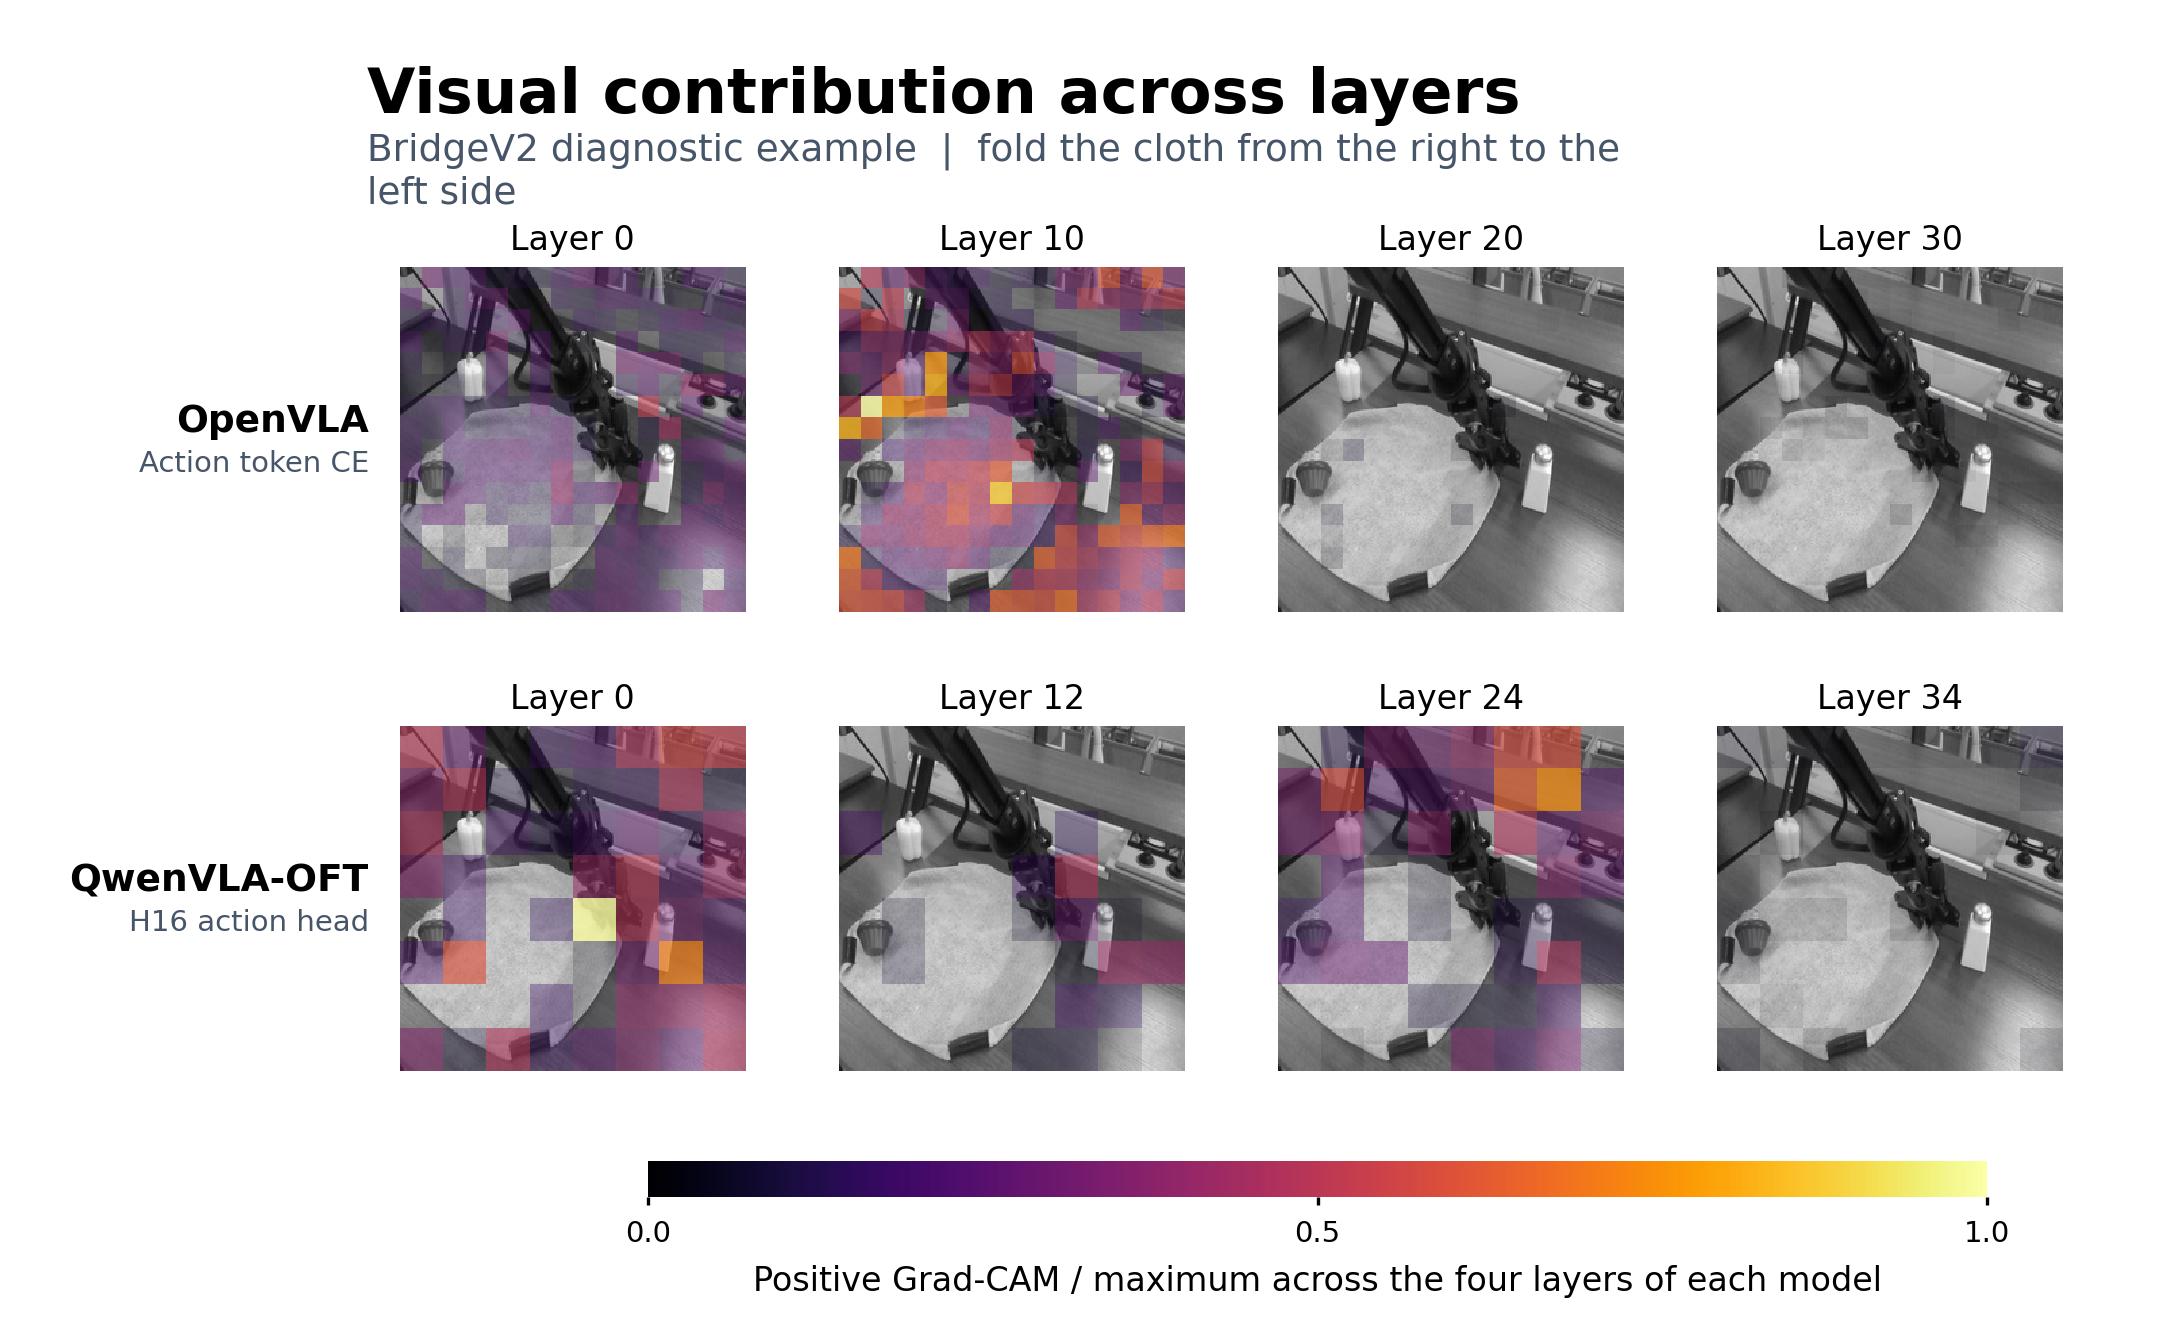 Visual contribution across layers
BridgeV2 diagnostic example | fold the cloth from the right to the
left side
Layer 0
Layer 10
Layer 20
Layer 30
OpenVLA
Action token CE
Layer 0
Layer 12
Layer 24
Layer 34
QwenVLA-OFT
H16 action head
0.0
0.5
1.0
Positive Grad-CAM / maximum across the four layers of each model